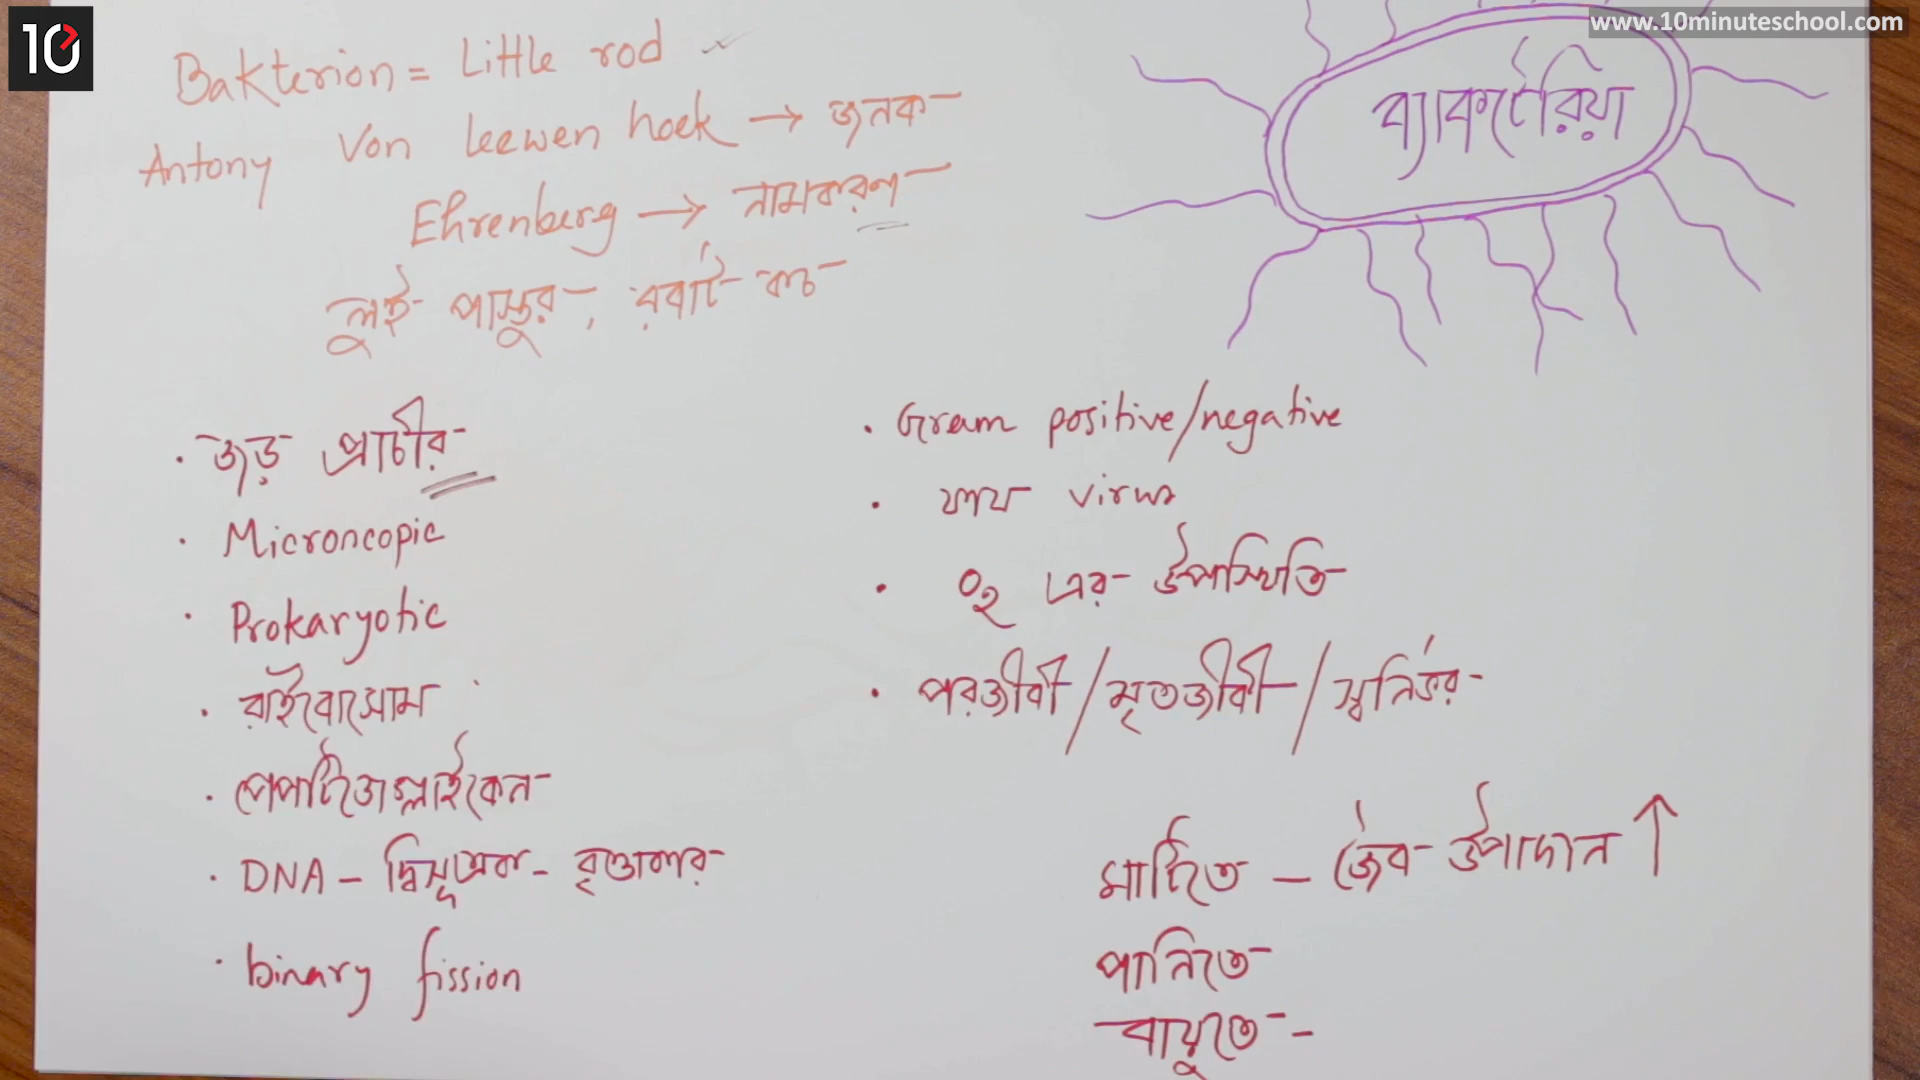 10
www.10minuteschool.com
Bakterion = Little rod
Antony Von Leewen hoek → জনক
Ehrenberg → নামকরণ
লুই পাস্তুর, রবার্ট কচ
ব্যাকটেরিয়া
· জড় প্রাচীর
· Microncopic
· Prokaryotic
· রাইবোসোম
· পেপটিডোগ্লাইকেন
· DNA - দ্বিসূত্রক - বৃত্তাকার
· binary fission
· Gram positive/negative
· ফায virus
· O₂ এর উপস্থিতি
· পরজীবী / মৃতজীবী / স্বনির্ভর
মাটিতে - জৈব উপাদান ↑
পানিতে
বায়ুতে -